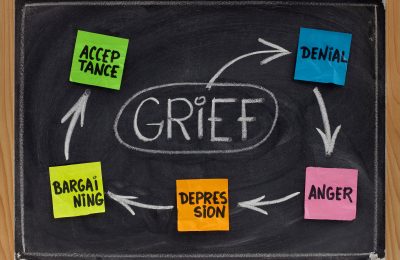 GRIEF
DENIAL
ANGER
DEPRES
SION
BARGAI
NING
ACCEP
TANCE